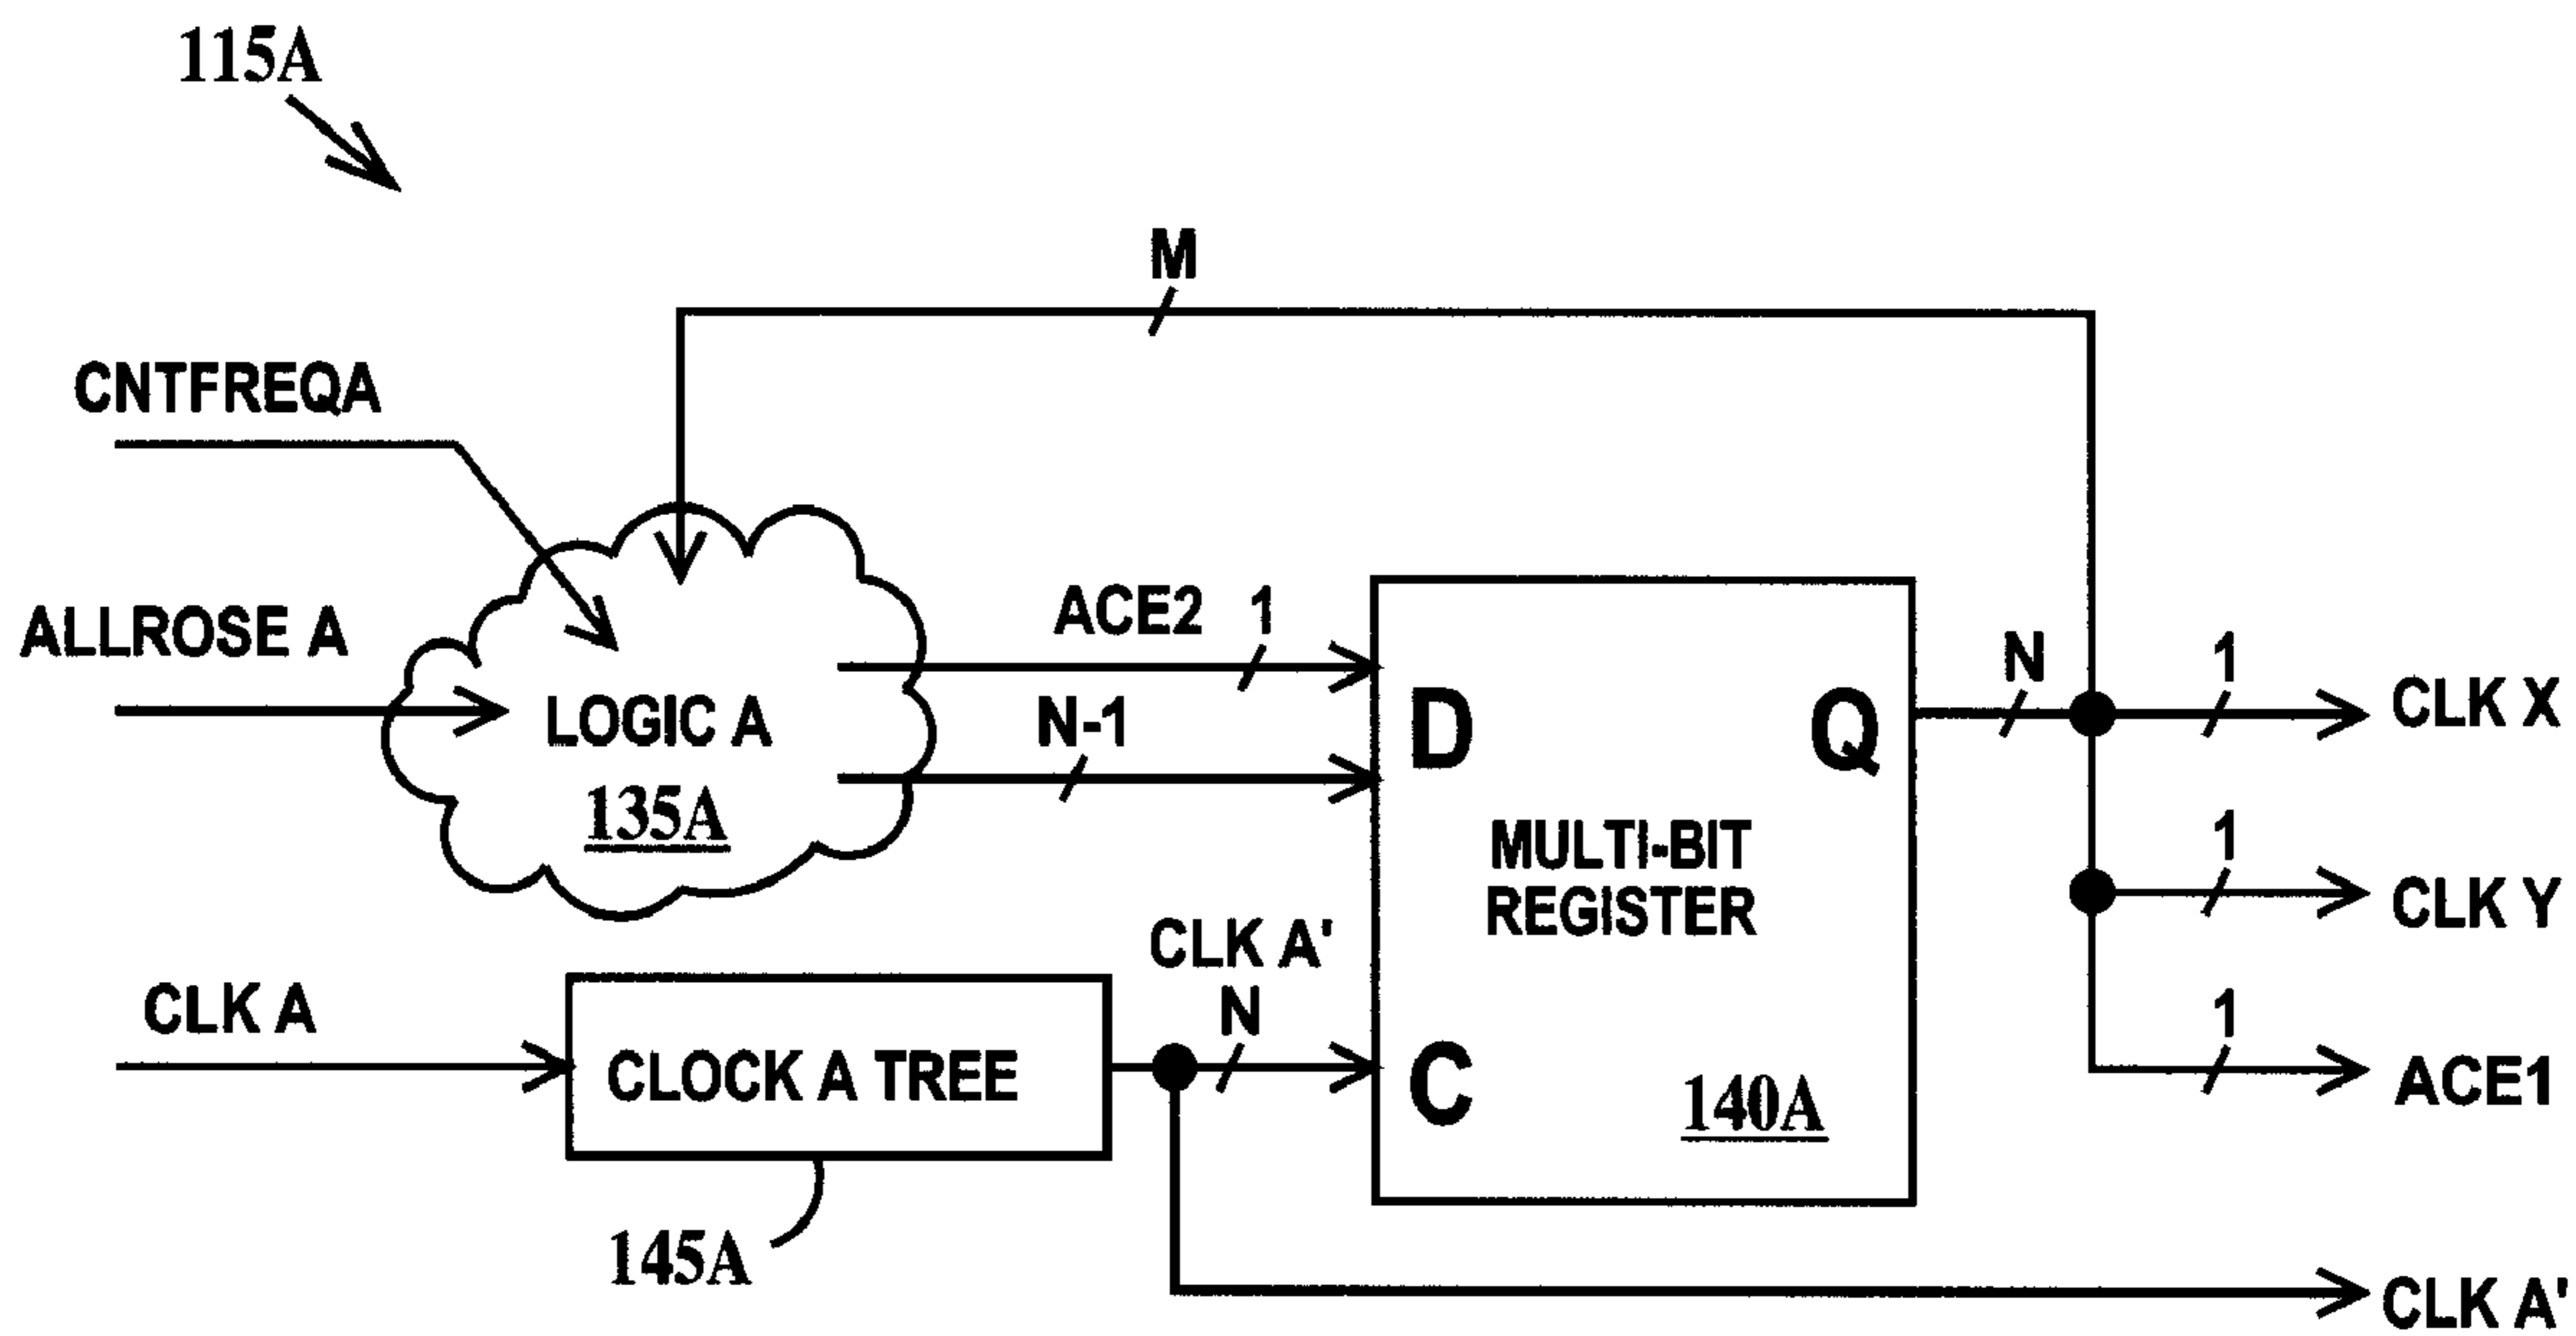 115A
M
CNTFREQA
ALLROSE A
ACE2 1
N-1
LOGIC A
135A
D
Q
N
1
CLK X
MULTI-BIT
REGISTER
1
CLK Y
CLK A'
N
CLK A
CLOCK A TREE
C
140A
1
ACE1
145A
CLK A'